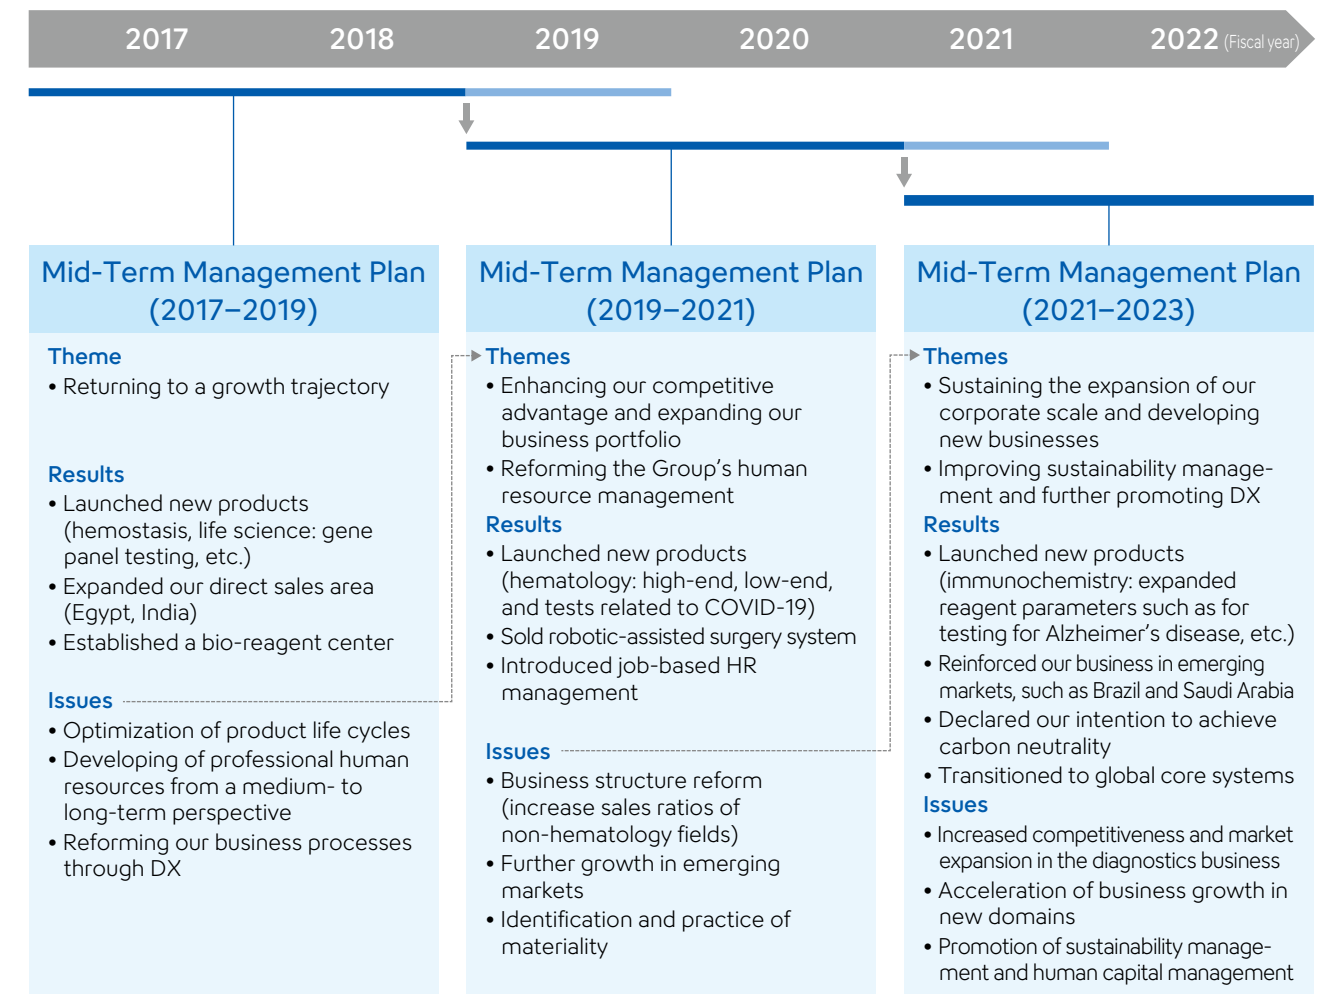 2017 2018 2019 2020 2021 2022 (Fiscal year)
Mid-Term Management Plan
(2017–2019)
Theme
• Returning to a growth trajectory
Results
• Launched new products
(hemostasis, life science: gene
panel testing, etc.)
• Expanded our direct sales area
(Egypt, India)
• Established a bio-reagent center
Issues
• Optimization of product life cycles
• Developing of professional human
resources from a medium- to
long-term perspective
• Reforming our business processes
through DX
Mid-Term Management Plan
(2019–2021)
Themes
• Enhancing our competitive
advantage and expanding our
business portfolio
• Reforming the Group's human
resource management
Results
• Launched new products
(hematology: high-end, low-end,
and tests related to COVID-19)
• Sold robotic-assisted surgery system
• Introduced job-based HR
management
Issues
• Business structure reform
(increase sales ratios of
non-hematology fields)
• Further growth in emerging
markets
• Identification and practice of
materiality
Mid-Term Management Plan
(2021–2023)
Themes
• Sustaining the expansion of our
corporate scale and developing
new businesses
• Improving sustainability manage-
ment and further promoting DX
Results
• Launched new products
(immunochemistry: expanded
reagent parameters such as for
testing for Alzheimer's disease, etc.)
• Reinforced our business in emerging
markets, such as Brazil and Saudi Arabia
• Declared our intention to achieve
carbon neutrality
• Transitioned to global core systems
Issues
• Increased competitiveness and market
expansion in the diagnostics business
• Acceleration of business growth in
new domains
• Promotion of sustainability manage-
ment and human capital management